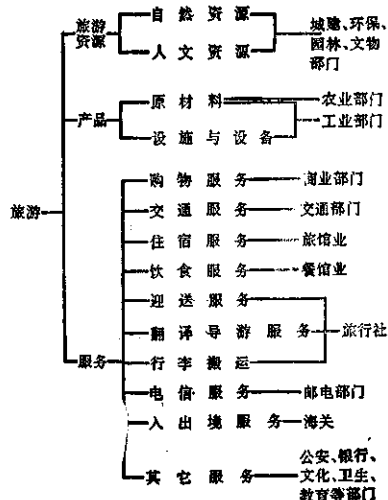 旅游
旅游
资源
自然资源
人文资源
城建、环保、
园林、文物
部门
产品
原材料
农业部门
设施与设备
工业部门
服务
购物服务 商业部门
交通服务 交通部门
住宿服务 旅馆业
饮食服务 餐馆业
迎送服务
翻译导游服务 旅行社
行李搬运
电信服务 邮电部门
入出境服务 海关
其它服务
公安、银行、
文化、卫生、
教育等部门